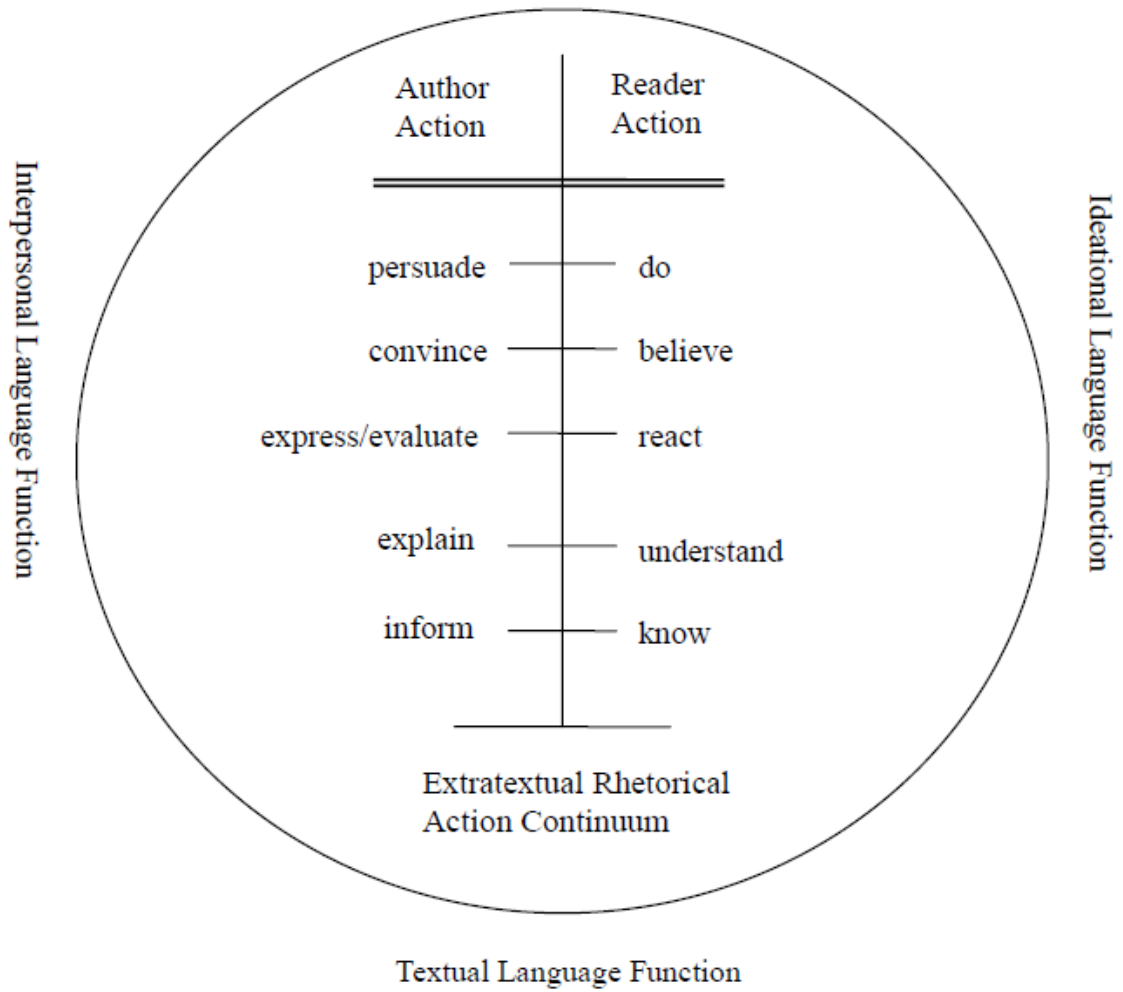 Author
Action
Reader
Action
Interpersonal Language Function
Ideational Language Function
persuade
do
convince
believe
express/evaluate
react
explain
understand
inform
know
Extratextual Rhetorical
Action Continuum
Textual Language Function